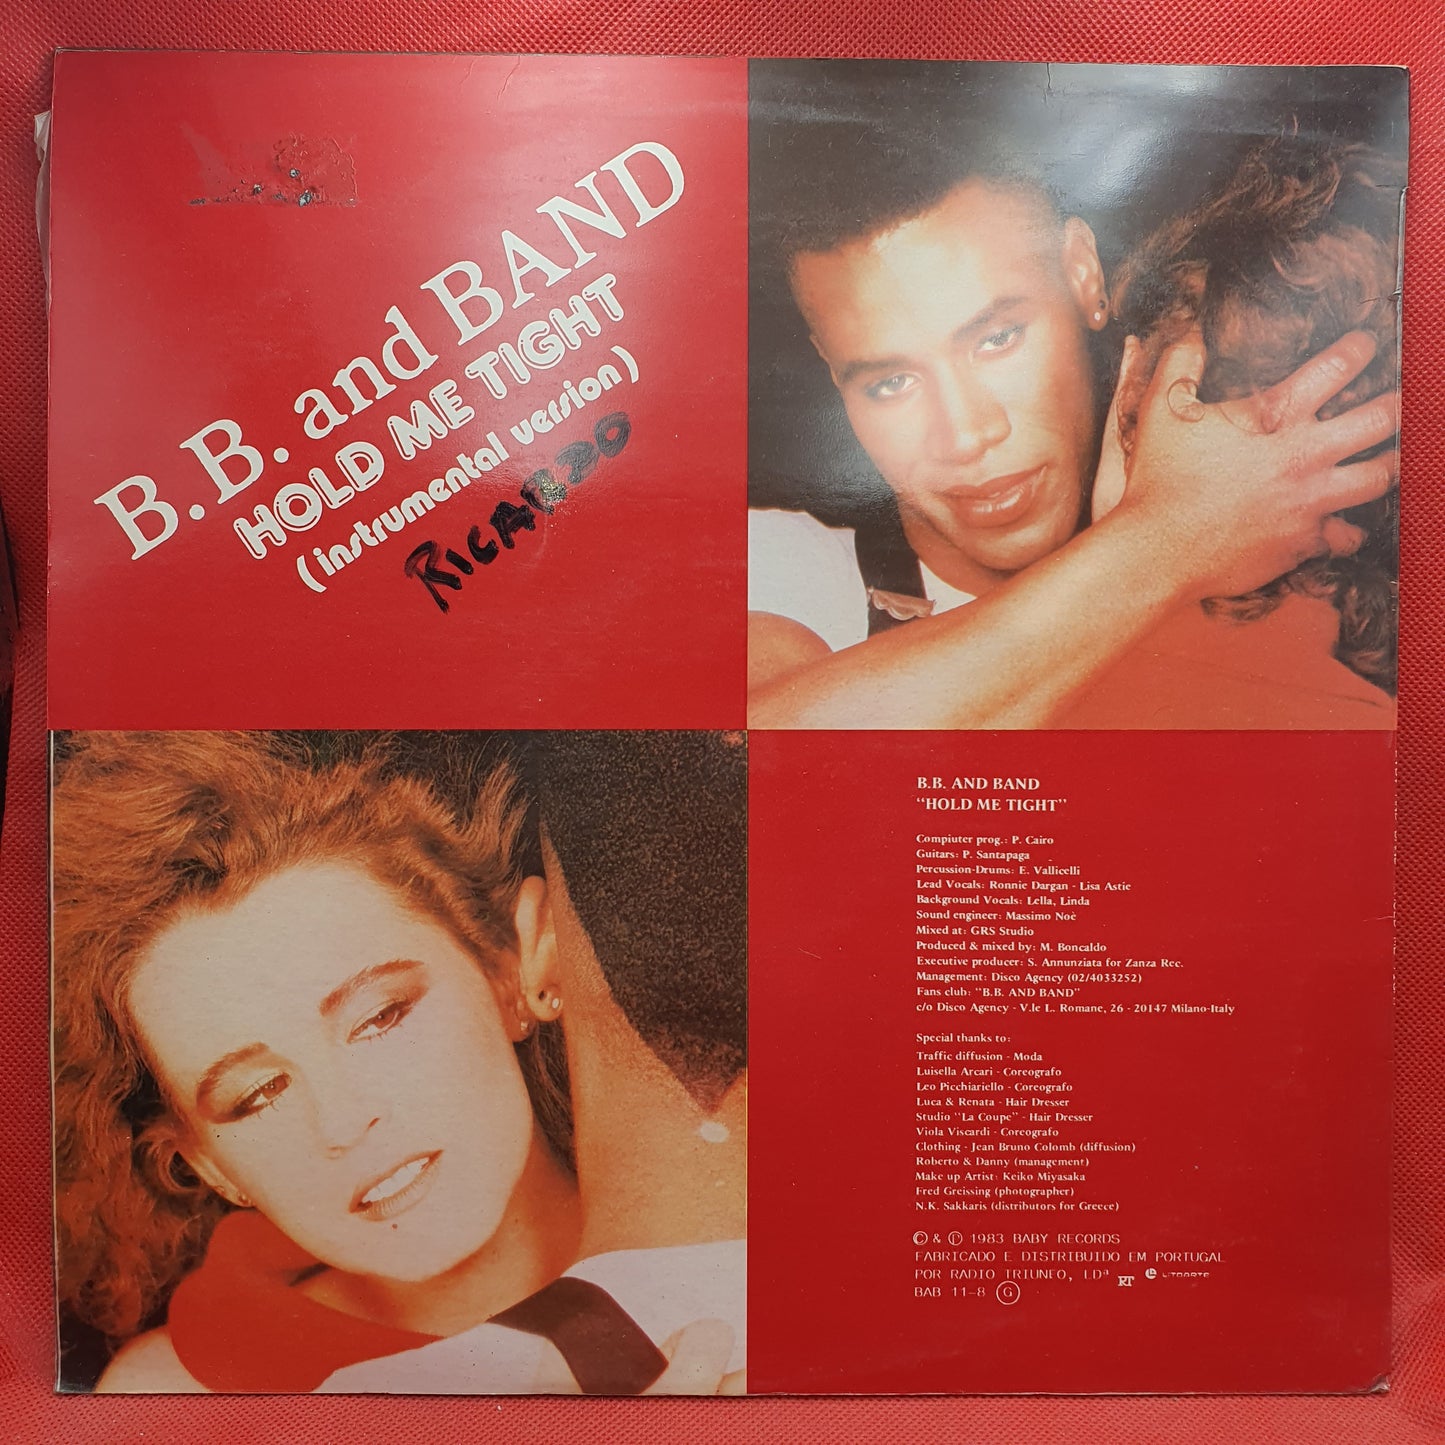 B.B. and BAND
HOLD ME TIGHT
(instrumental version)
RICARDO
B.B. AND BAND
"HOLD ME TIGHT"
Compiuter prog.: P. Cairo
Guitars: P. Santapaga
Percussion-Drums: E. Vallicelli
Lead Vocals: Ronnie Dargan - Lisa Astie
Background Vocals: Lella, Linda
Sound engineer: Massimo Noè
Mixed at: GRS Studio
Produced & mixed by: M. Boncaldo
Executive producer: S. Annunziata for Zanza Rec.
Management: Disco Agency (02/4033252)
Fans club: "B.B. AND BAND"
c/o Disco Agency - V.le L. Romane, 26 - 20147 Milano-Italy
Special thanks to:
Traffic diffusion - Moda
Luisella Arcari - Coreografo
Leo Picchiariello - Coreografo
Luca & Renata - Hair Dresser
Studio "La Coupe" - Hair Dresser
Viola Viscardi - Coreografo
Clothing - Jean Bruno Colomb (diffusion)
Roberto & Danny (management)
Make up Artist: Keiko Miyasaka
Fred Greissing (photographer)
N.K. Sakkaris (distributors for Greece)
© & ℗ 1983 BABY RECORDS
FABRICADO E DISTRIBUIDO EM PORTUGAL
POR RADIO TRIUNFO, LDª RT LITOARTE
BAB 11-8 G